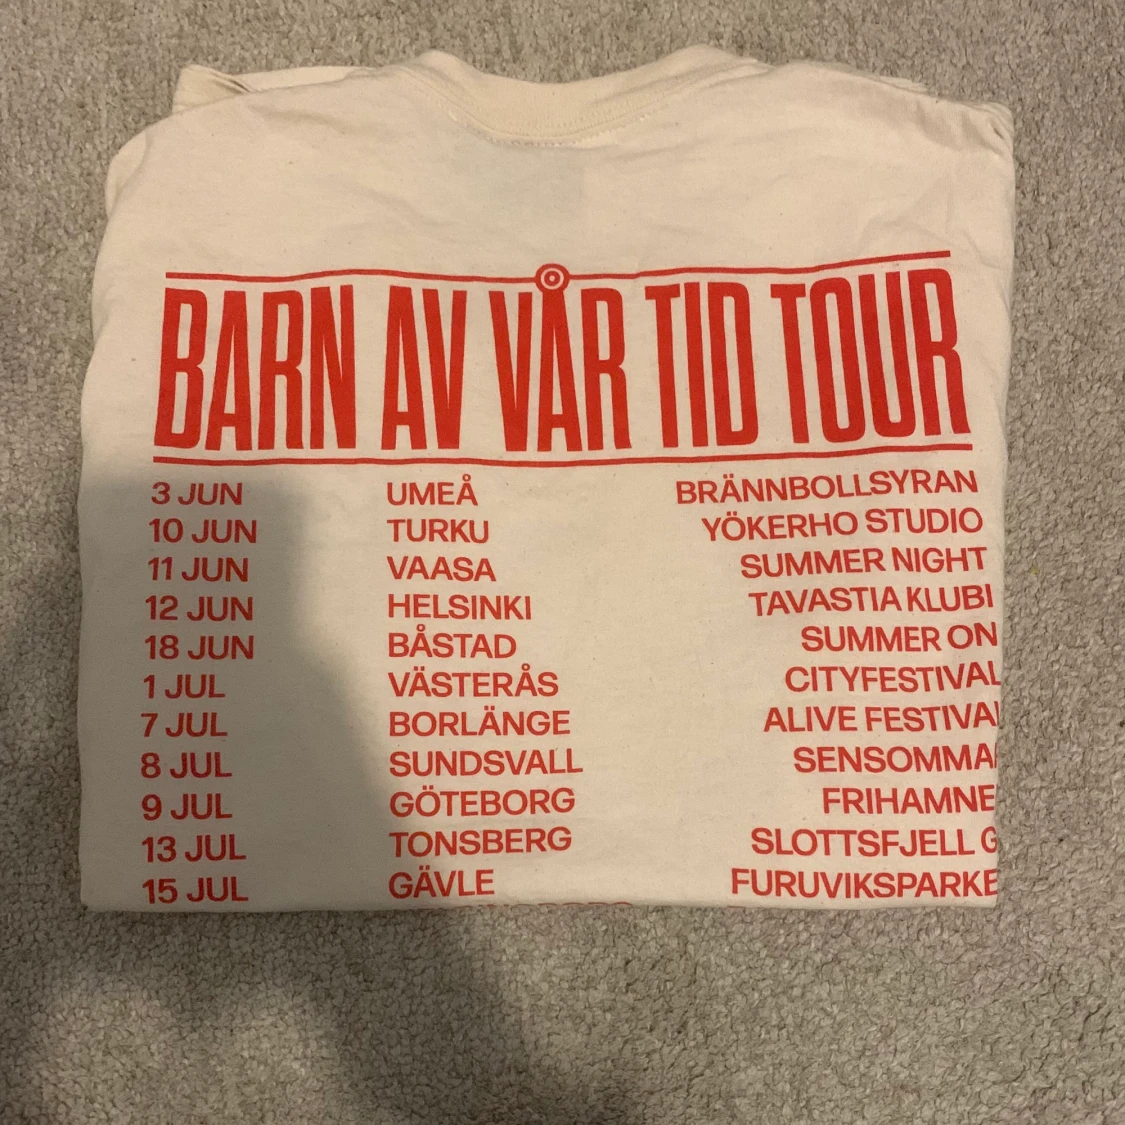 BARN AV VÅR TID TOUR
3 JUN UMEÅ BRÄNNBOLLSYRAN
10 JUN TURKU YÖKERHO STUDIO
11 JUN VAASA SUMMER NIGHT
12 JUN HELSINKI TAVASTIA KLUBI
18 JUN BÅSTAD SUMMER ON
1 JUL VÄSTERÅS CITYFESTIVAL
7 JUL BORLÄNGE ALIVE FESTIVAL
8 JUL SUNDSVALL
9 JUL GÖTEBORG
13 JUL TONSBERG SLOTTSFJELL
15 JUL GÄVLE